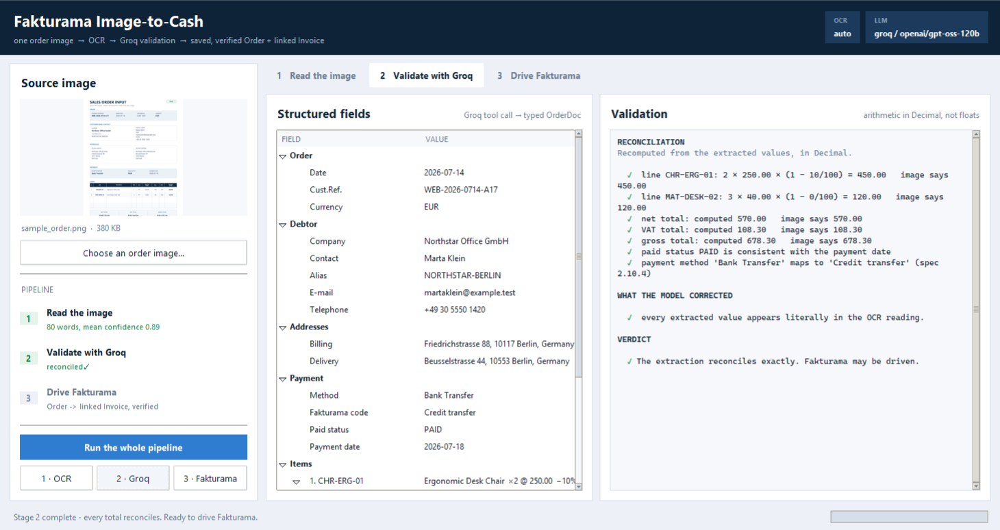 Fakturama Image-to-Cash
one order image → OCR → Groq validation → saved, verified Order + linked Invoice
OCR
auto
LLM
groq / openai/gpt-oss-120b
Source image
SALES ORDER INPUT
sample_order.png · 380 KB
Choose an order image...
PIPELINE
1 Read the image
80 words, mean confidence 0.89
2 Validate with Groq
reconciled✓
3 Drive Fakturama
Order -> linked Invoice, verified
Run the whole pipeline
1 · OCR
2 · Groq
3 · Fakturama
1 Read the image
2 Validate with Groq
3 Drive Fakturama
Structured fields
Groq tool call → typed OrderDoc
FIELD VALUE
Order
Date 2026-07-14
Cust.Ref. WEB-2026-0714-A17
Currency EUR
Debtor
Company Northstar Office GmbH
Contact Marta Klein
Alias NORTHSTAR-BERLIN
E-mail martaklein@example.test
Telephone +49 30 5550 1420
Addresses
Billing Friedrichstrasse 88, 10117 Berlin, Germany
Delivery Beusselstrasse 44, 10553 Berlin, Germany
Payment
Method Bank Transfer
Fakturama code Credit transfer
Paid status PAID
Payment date 2026-07-18
Items
1. CHR-ERG-01 Ergonomic Desk Chair ×2 @ 250.00 −10%
Validation
arithmetic in Decimal, not floats
RECONCILIATION
Recomputed from the extracted values, in Decimal.
✓ line CHR-ERG-01: 2 × 250.00 × (1 - 10/100) = 450.00 image says
450.00
✓ line MAT-DESK-02: 3 × 40.00 × (1 - 0/100) = 120.00 image says
120.00
✓ net total: computed 570.00 image says 570.00
✓ VAT total: computed 108.30 image says 108.30
✓ gross total: computed 678.30 image says 678.30
✓ paid status PAID is consistent with the payment date
✓ payment method 'Bank Transfer' maps to 'Credit transfer' (spec
2.10.4)
WHAT THE MODEL CORRECTED
✓ every extracted value appears literally in the OCR reading.
VERDICT
✓ The extraction reconciles exactly. Fakturama may be driven.
Stage 2 complete - every total reconciles. Ready to drive Fakturama.